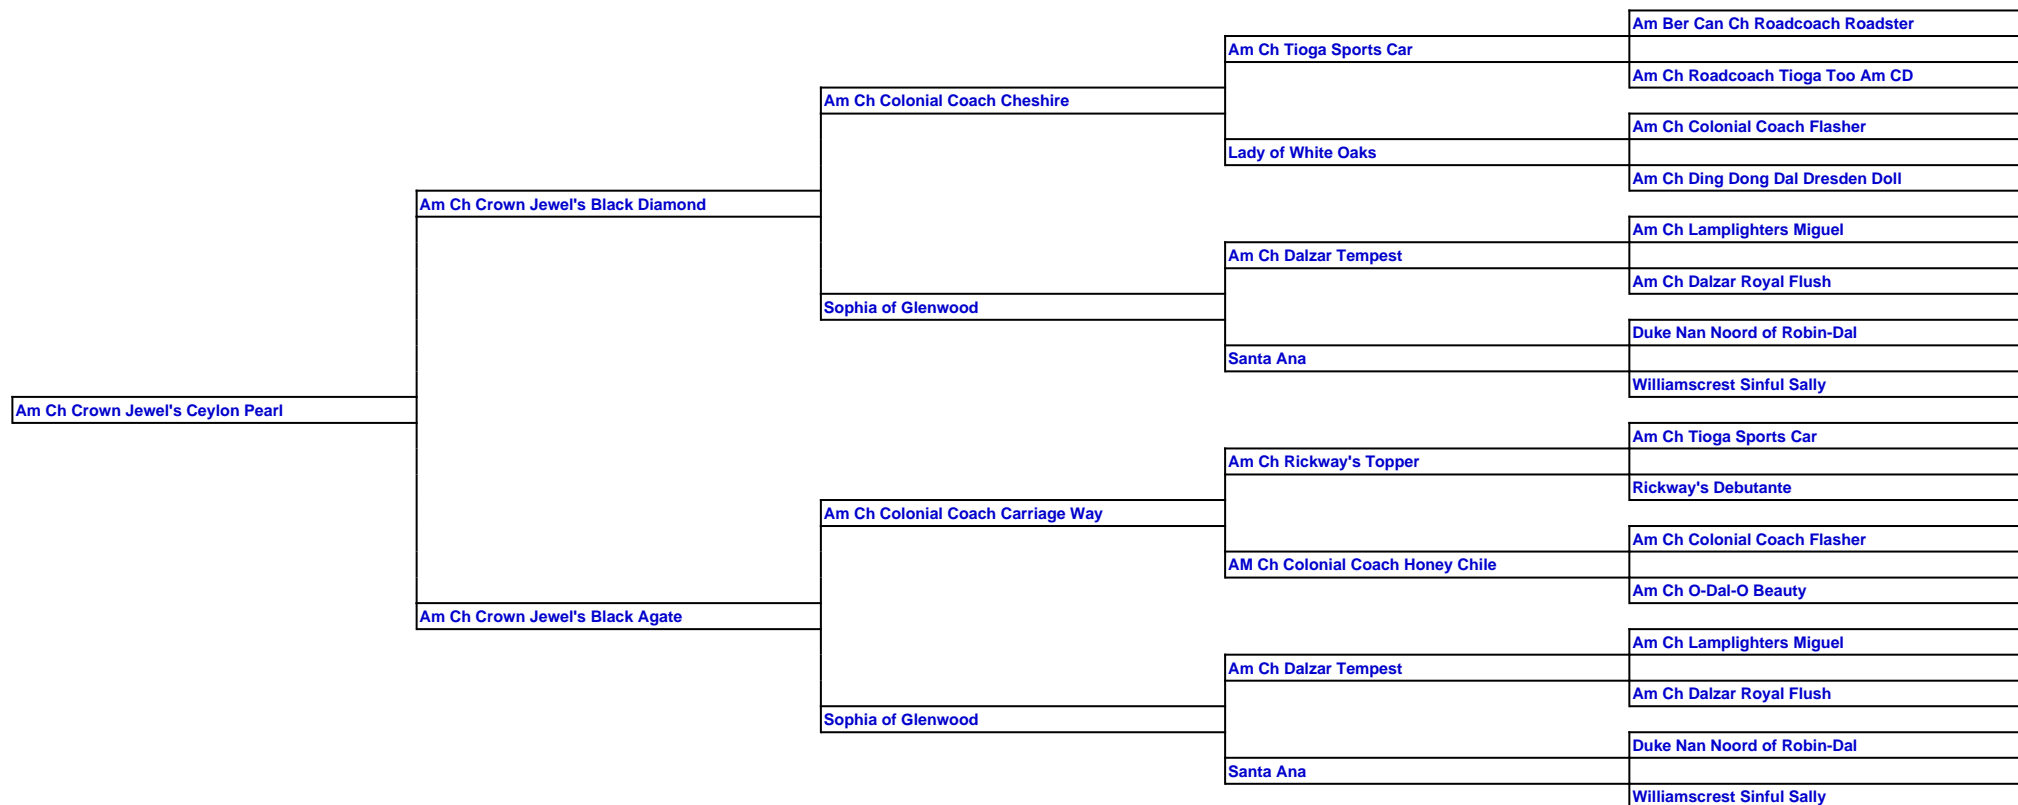 Am Ber Can Ch Roadcoach Roadster
Am Ch Tioga Sports Car
Am Ch Roadcoach Tioga Too Am CD
Am Ch Colonial Coach Cheshire
Am Ch Colonial Coach Flasher
Lady of White Oaks
Am Ch Ding Dong Dal Dresden Doll
Am Ch Crown Jewel's Black Diamond
Am Ch Lamplighters Miguel
Am Ch Dalzar Tempest
Am Ch Dalzar Royal Flush
Sophia of Glenwood
Duke Nan Noord of Robin-Dal
Santa Ana
Williamscrest Sinful Sally
Am Ch Crown Jewel's Ceylon Pearl
Am Ch Tioga Sports Car
Am Ch Rickway's Topper
Rickway's Debutante
Am Ch Colonial Coach Carriage Way
Am Ch Colonial Coach Flasher
AM Ch Colonial Coach Honey Chile
Am Ch O-Dal-O Beauty
Am Ch Crown Jewel's Black Agate
Am Ch Lamplighters Miguel
Am Ch Dalzar Tempest
Am Ch Dalzar Royal Flush
Sophia of Glenwood
Duke Nan Noord of Robin-Dal
Santa Ana
Williamscrest Sinful Sally